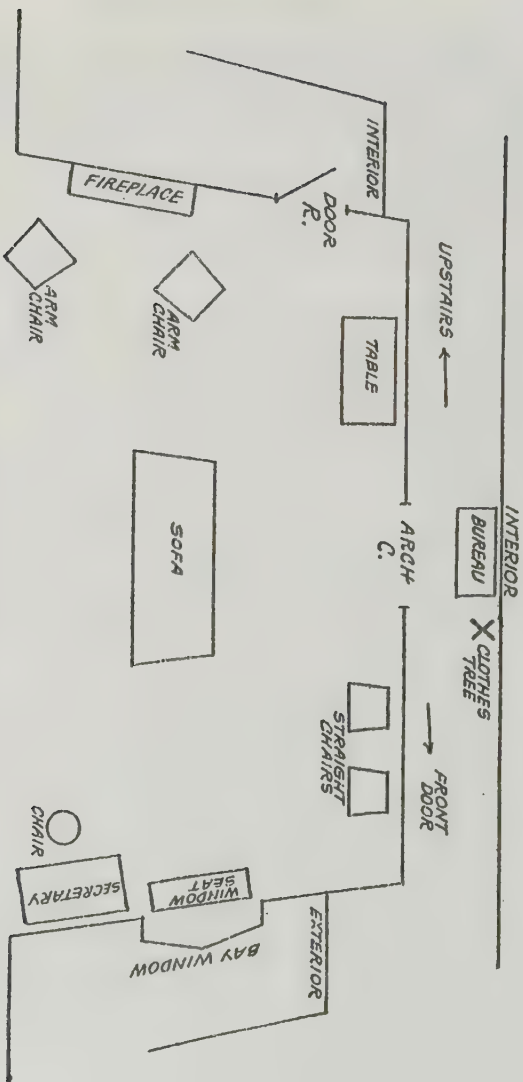 INTERIOR
BUREAU
CLOTHES
TREE
UPSTAIRS
FRONT
DOOR
INTERIOR
DOOR
R.
TABLE
ARCH
C.
STRAIGHT
CHAIRS
EXTERIOR
FIREPLACE
ARM
CHAIR
ARM
CHAIR
SOFA
WINDOW
SEAT
BAY WINDOW
CHAIR
SECRETARY